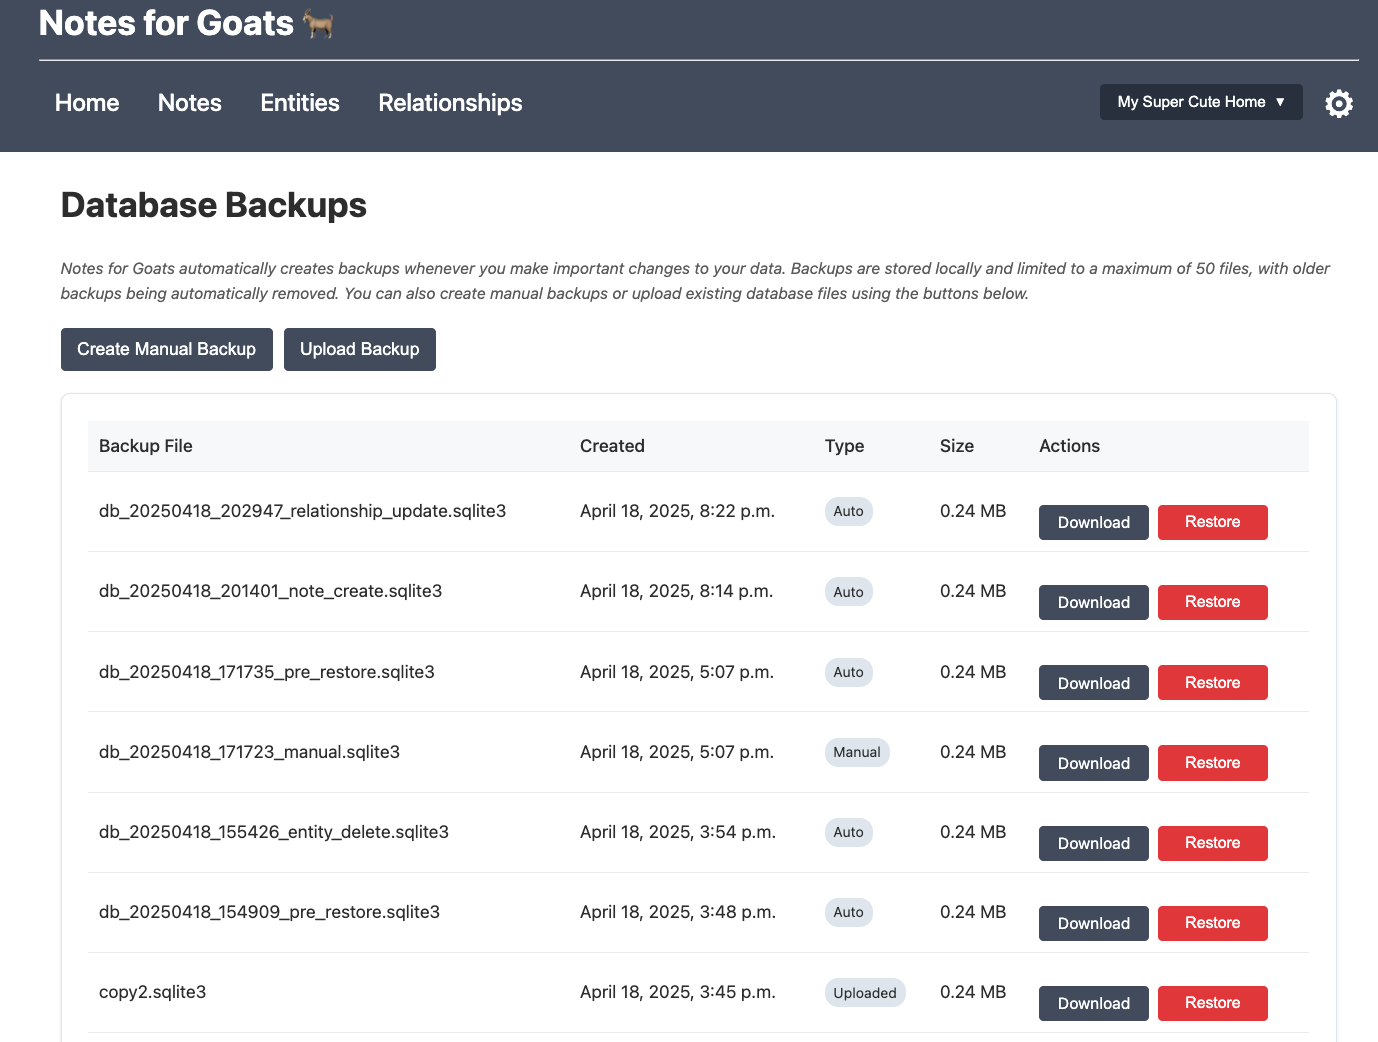 Notes for Goats
Home Notes Entities Relationships My Super Cute Home ▼
Database Backups
Notes for Goats automatically creates backups whenever you make important changes to your data. Backups are stored locally and limited to a maximum of 50 files, with older
backups being automatically removed. You can also create manual backups or upload existing database files using the buttons below.
Create Manual Backup Upload Backup
Backup File Created Type Size Actions
db_20250418_202947_relationship_update.sqlite3 April 18, 2025, 8:22 p.m. Auto 0.24 MB Download Restore
db_20250418_201401_note_create.sqlite3 April 18, 2025, 8:14 p.m. Auto 0.24 MB Download Restore
db_20250418_171735_pre_restore.sqlite3 April 18, 2025, 5:07 p.m. Auto 0.24 MB Download Restore
db_20250418_171723_manual.sqlite3 April 18, 2025, 5:07 p.m. Manual 0.24 MB Download Restore
db_20250418_155426_entity_delete.sqlite3 April 18, 2025, 3:54 p.m. Auto 0.24 MB Download Restore
db_20250418_154909_pre_restore.sqlite3 April 18, 2025, 3:48 p.m. Auto 0.24 MB Download Restore
copy2.sqlite3 April 18, 2025, 3:45 p.m. Uploaded 0.24 MB Download Restore